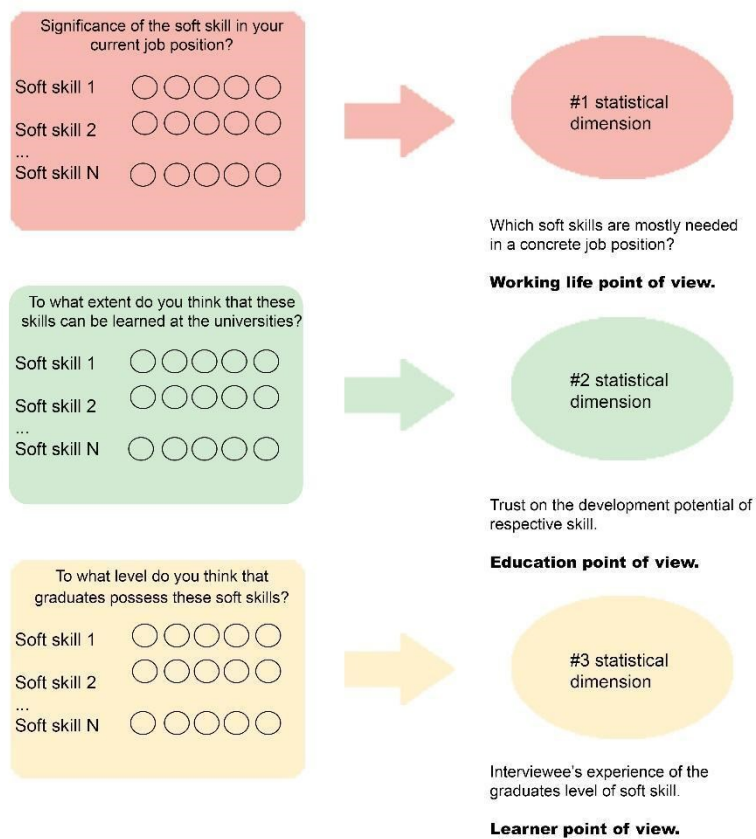 Significance of the soft skill in your
current job position?
Soft skill 1
Soft skill 2
...
Soft skill N
#1 statistical
dimension
Which soft skills are mostly needed
in a concrete job position?
Working life point of view.
To what extent do you think that these
skills can be learned at the universities?
Soft skill 1
Soft skill 2
...
Soft skill N
#2 statistical
dimension
Trust on the development potential of
respective skill.
Education point of view.
To what level do you think that
graduates possess these soft skills?
Soft skill 1
Soft skill 2
...
Soft skill N
#3 statistical
dimension
Interviewee's experience of the
graduates level of soft skill.
Learner point of view.